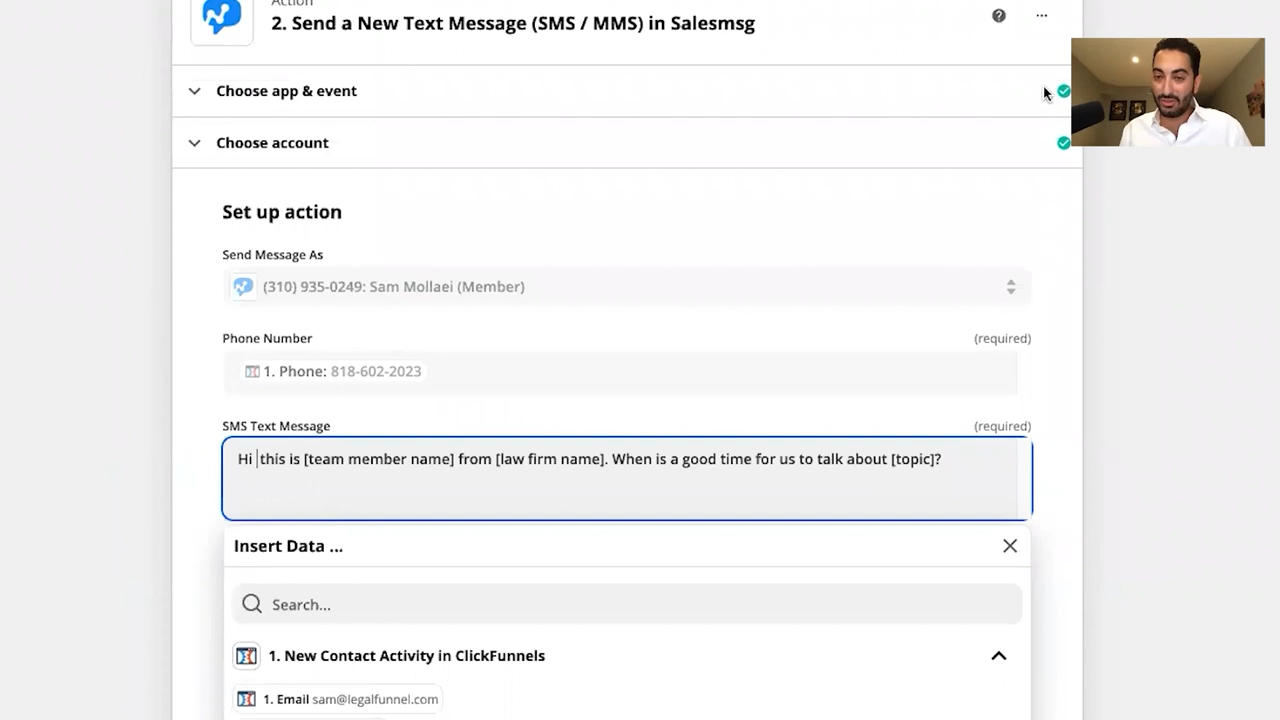 Action
2. Send a New Text Message (SMS / MMS) in Salesmsg
Choose app & event
Choose account
Set up action
Send Message As
(310) 935-0249: Sam Mollaei (Member)
Phone Number (required)
1. Phone: 818-602-2023
SMS Text Message (required)
Hi this is [team member name] from [law firm name]. When is a good time for us to talk about [topic]?
Insert Data ...
Search...
1. New Contact Activity in ClickFunnels
1. Email sam@legalfunnel.com